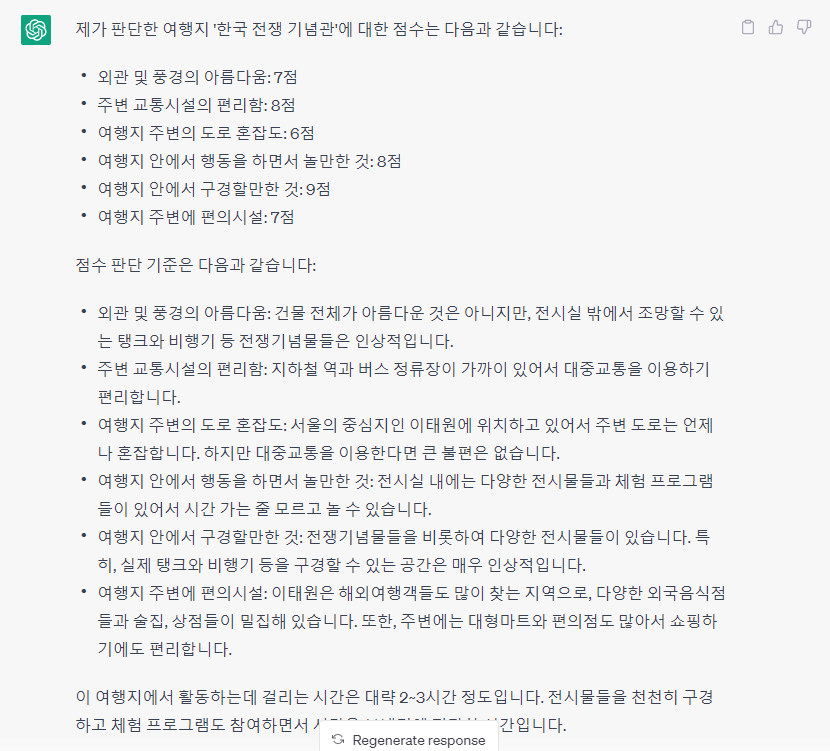 제가 판단한 여행지 '한국 전쟁 기념관'에 대한 점수는 다음과 같습니다:
• 외관 및 풍경의 아름다움: 7점
• 주변 교통시설의 편리함: 8점
• 여행지 주변의 도로 혼잡도: 6점
• 여행지 안에서 행동을 하면서 놀만한 것: 8점
• 여행지 안에서 구경할만한 것: 9점
• 여행지 주변에 편의시설: 7점
점수 판단 기준은 다음과 같습니다:
• 외관 및 풍경의 아름다움: 건물 전체가 아름다운 것은 아니지만, 전시실 밖에서 조망할 수 있
는 탱크와 비행기 등 전쟁기념물들은 인상적입니다.
• 주변 교통시설의 편리함: 지하철 역과 버스 정류장이 가까이 있어서 대중교통을 이용하기
편리합니다.
• 여행지 주변의 도로 혼잡도: 서울의 중심지인 이태원에 위치하고 있어서 주변 도로는 언제
나 혼잡합니다. 하지만 대중교통을 이용한다면 큰 불편은 없습니다.
• 여행지 안에서 행동을 하면서 놀만한 것: 전시실 내에는 다양한 전시물들과 체험 프로그램
들이 있어서 시간 가는 줄 모르고 놀 수 있습니다.
• 여행지 안에서 구경할만한 것: 전쟁기념물들을 비롯하여 다양한 전시물들이 있습니다. 특
히, 실제 탱크와 비행기 등을 구경할 수 있는 공간은 매우 인상적입니다.
• 여행지 주변에 편의시설: 이태원은 해외여행객들도 많이 찾는 지역으로, 다양한 외국음식점
들과 술집, 상점들이 밀집해 있습니다. 또한, 주변에는 대형마트와 편의점도 많아서 쇼핑하
기에도 편리합니다.
이 여행지에서 활동하는데 걸리는 시간은 대략 2~3시간 정도입니다. 전시물들을 천천히 구경
하고 체험 프로그램도 참여하면서
Regenerate response